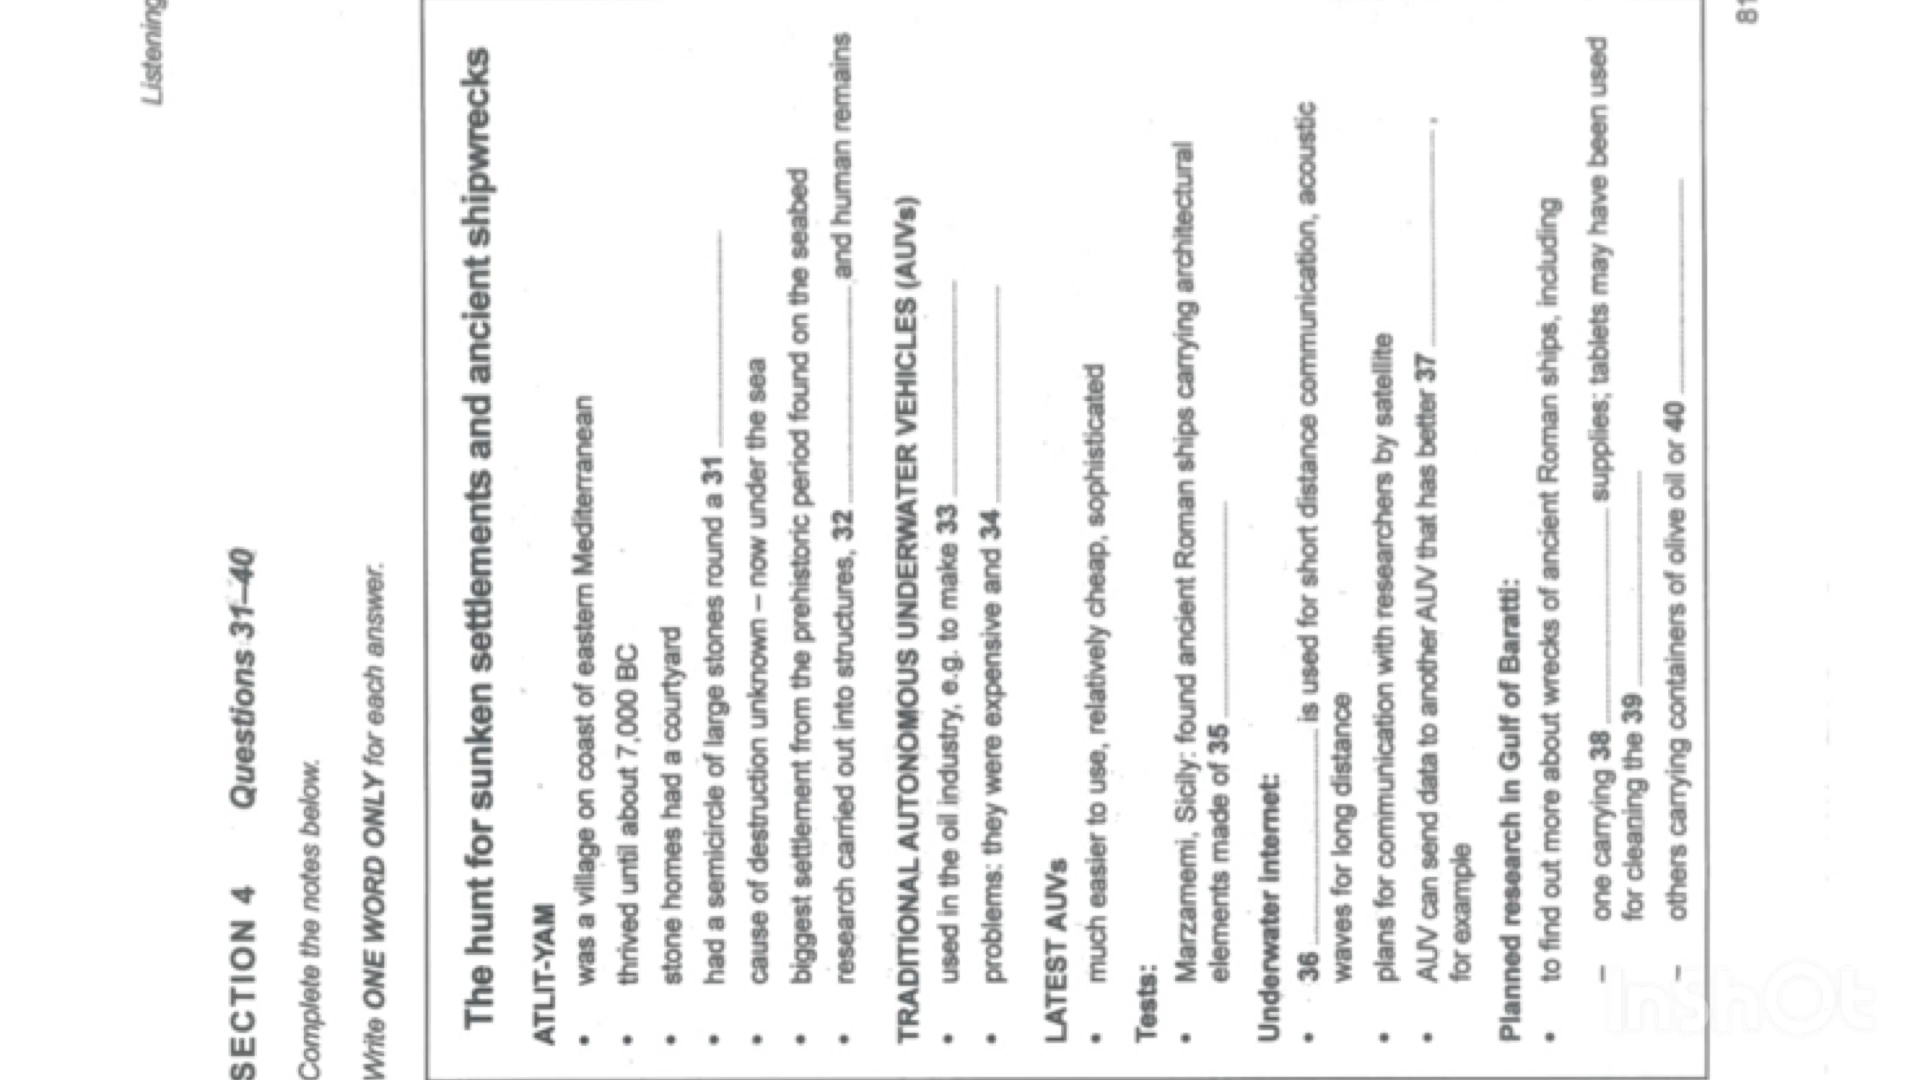 Listening
SECTION 4 Questions 31–40
Complete the notes below.
Write ONE WORD ONLY for each answer.
The hunt for sunken settlements and ancient shipwrecks
ATLIT-YAM
• was a village on coast of eastern Mediterranean
• thrived until about 7,000 BC
• stone homes had a courtyard
• had a semicircle of large stones round a 31 ....................
• cause of destruction unknown – now under the sea
• biggest settlement from the prehistoric period found on the seabed
• research carried out into structures, 32 .................... and human remains
TRADITIONAL AUTONOMOUS UNDERWATER VEHICLES (AUVs)
• used in the oil industry, e.g. to make 33 ....................
• problems: they were expensive and 34 ....................
LATEST AUVs
• much easier to use, relatively cheap, sophisticated
Tests:
• Marzamemi, Sicily: found ancient Roman ships carrying architectural
elements made of 35 ....................
Underwater internet:
• 36 .................... is used for short distance communication, acoustic
waves for long distance
• plans for communication with researchers by satellite
• AUV can send data to another AUV that has better 37 ....................,
for example
Planned research in Gulf of Baratti:
• to find out more about wrecks of ancient Roman ships, including
– one carrying 38 .................... supplies; tablets may have been used
for cleaning the 39 ....................
– others carrying containers of olive oil or 40 ....................
81
InShOt